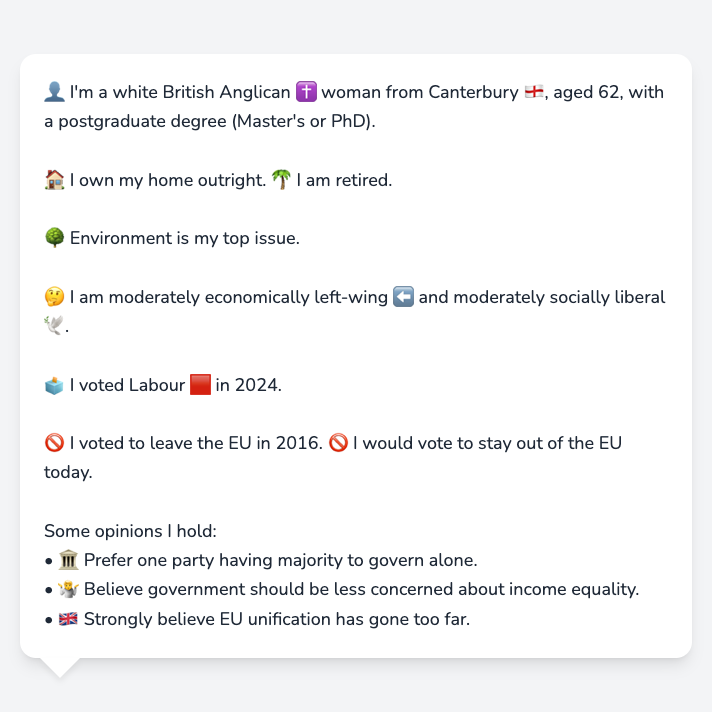 👤 I'm a white British Anglican ✝️ woman from Canterbury 🏴󠁧󠁢󠁥󠁮󠁧󠁿, aged 62, with
a postgraduate degree (Master's or PhD).
🏠 I own my home outright. 🌴 I am retired.
🌳 Environment is my top issue.
🤔 I am moderately economically left-wing ⬅️ and moderately socially liberal
🕊️.
🗳️ I voted Labour 🟥 in 2024.
🚫 I voted to leave the EU in 2016. 🚫 I would vote to stay out of the EU
today.
Some opinions I hold:
• 🏛️ Prefer one party having majority to govern alone.
• 🤷 Believe government should be less concerned about income equality.
• 🇬🇧 Strongly believe EU unification has gone too far.